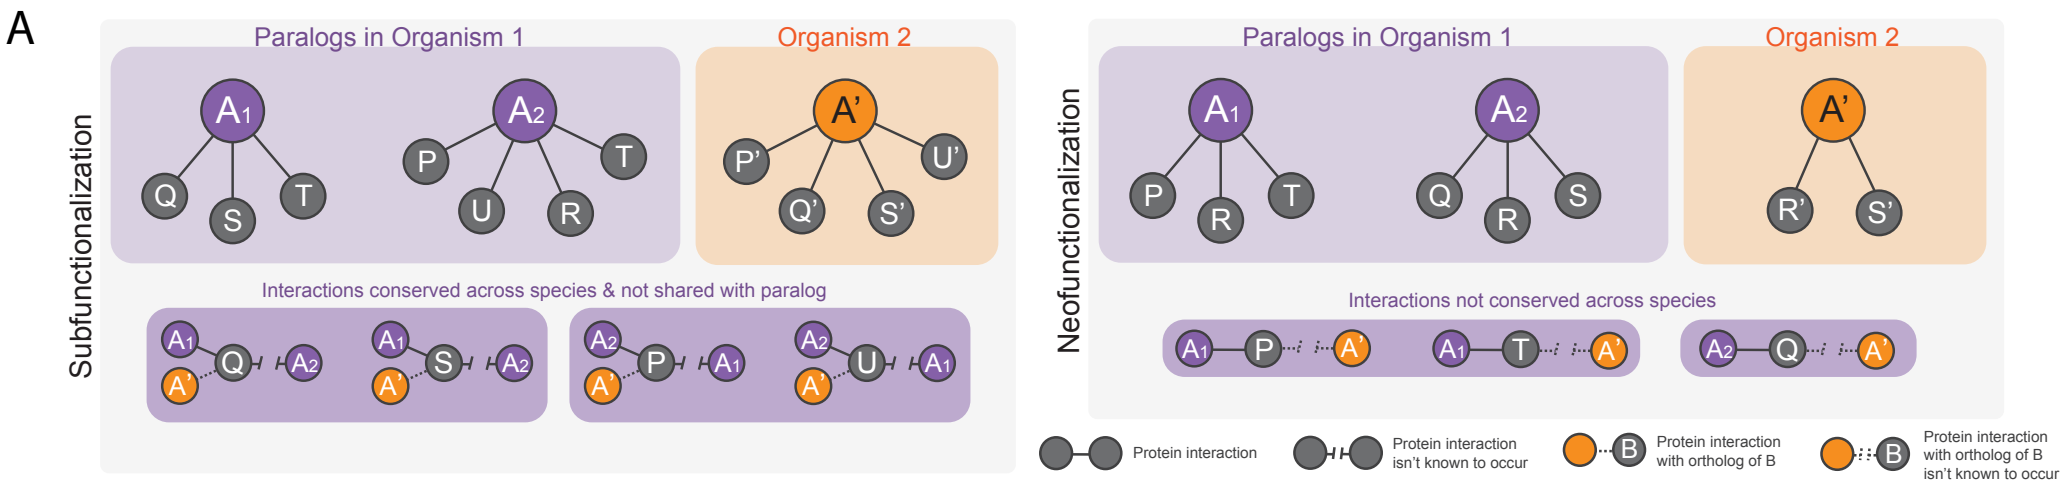 A
Subfunctionalization
Paralogs in Organism 1
Organism 2
A1
A2
A'
Q
S
T
P
U
R
T
P'
Q'
S'
U'
Interactions conserved across species & not shared with paralog
A1
A'
Q
A2
A1
A'
S
A2
A2
A'
P
A1
A2
A'
U
A1
Neofunctionalization
Paralogs in Organism 1
Organism 2
A1
A2
A'
P
R
T
Q
R
S
R'
S'
Interactions not conserved across species
A1
P
A'
A1
T
A'
A2
Q
A'
Protein interaction
Protein interaction
isn't known to occur
B
Protein interaction
with ortholog of B
B
Protein interaction
with ortholog of B
isn't known to occur